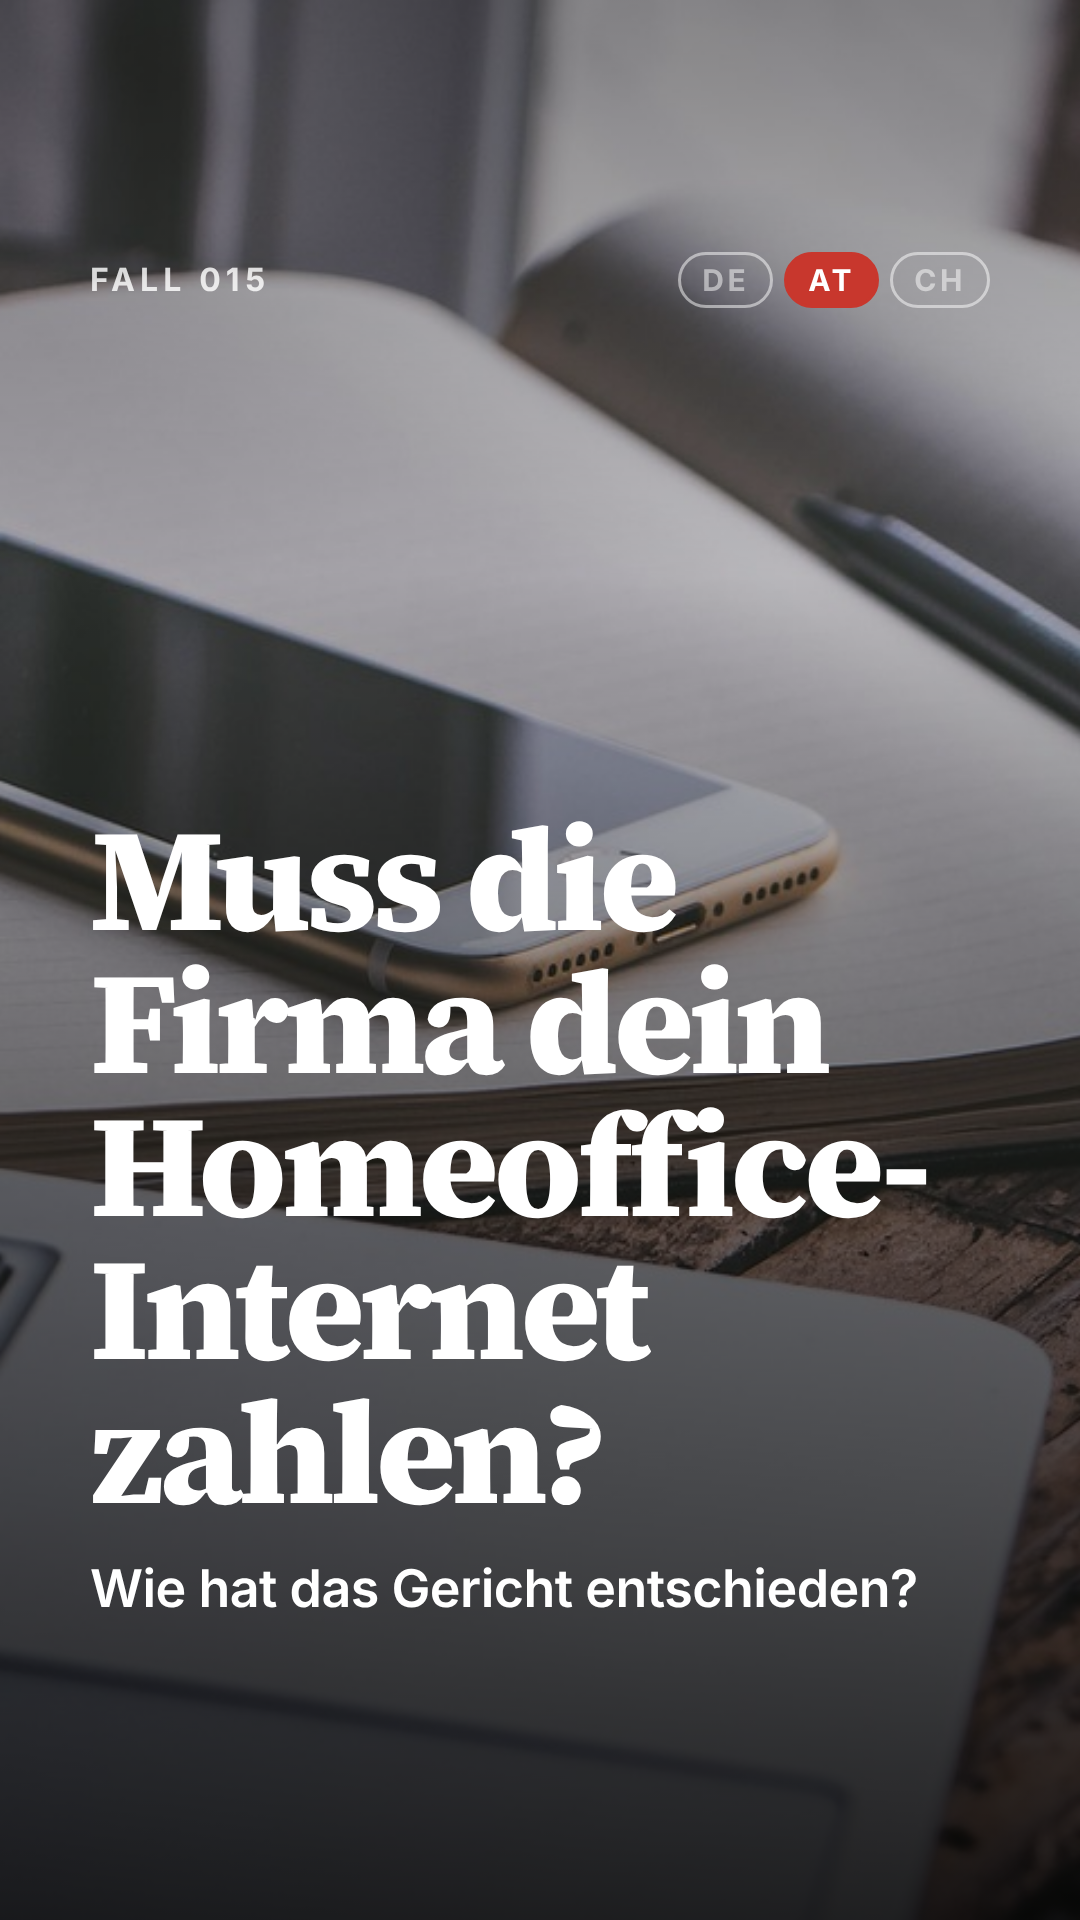 FALL 015
DE AT CH
Muss die
Firma dein
Homeoffice-
Internet
zahlen?
Wie hat das Gericht entschieden?